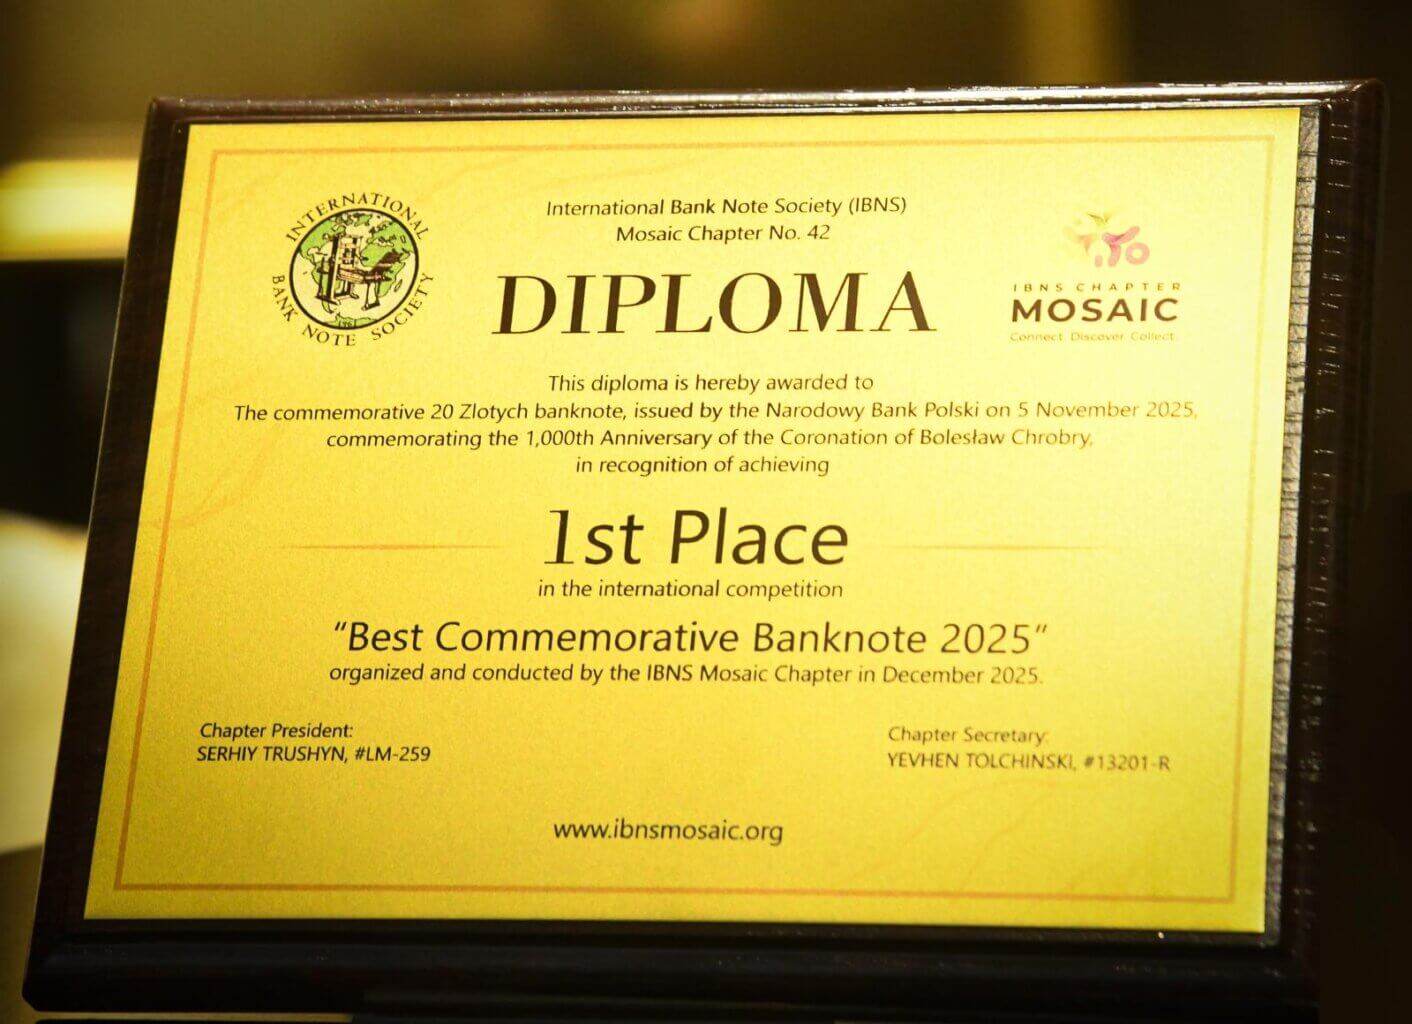 INTERNATIONAL
BANK NOTE SOCIETY
International Bank Note Society (IBNS)
Mosaic Chapter No. 42
DIPLOMA
IBNS CHAPTER
MOSAIC
Connect. Discover. Collect.
This diploma is hereby awarded to
The commemorative 20 Zlotych banknote, issued by the Narodowy Bank Polski on 5 November 2025,
commemorating the 1,000th Anniversary of the Coronation of Bolesław Chrobry,
in recognition of achieving
1st Place
in the international competition
“Best Commemorative Banknote 2025”
organized and conducted by the IBNS Mosaic Chapter in December 2025.
Chapter President:
SERHIY TRUSHYN, #LM-259
Chapter Secretary:
YEVHEN TOLCHINSKI, #13201-R
www.ibnsmosaic.org